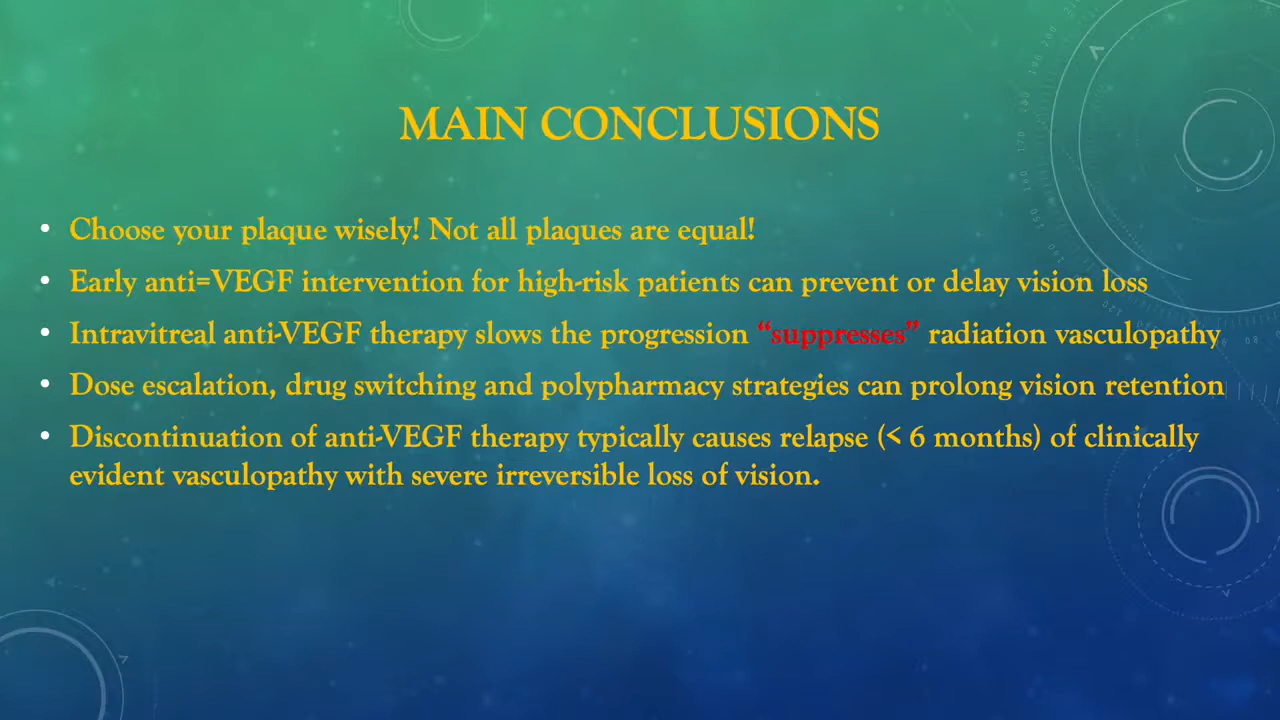 MAIN CONCLUSIONS
• Choose your plaque wisely! Not all plaques are equal!
• Early anti=VEGF intervention for high-risk patients can prevent or delay vision loss
• Intravitreal anti-VEGF therapy slows the progression “suppresses” radiation vasculopathy
• Dose escalation, drug switching and polypharmacy strategies can prolong vision retention
• Discontinuation of anti-VEGF therapy typically causes relapse (< 6 months) of clinically
evident vasculopathy with severe irreversible loss of vision.